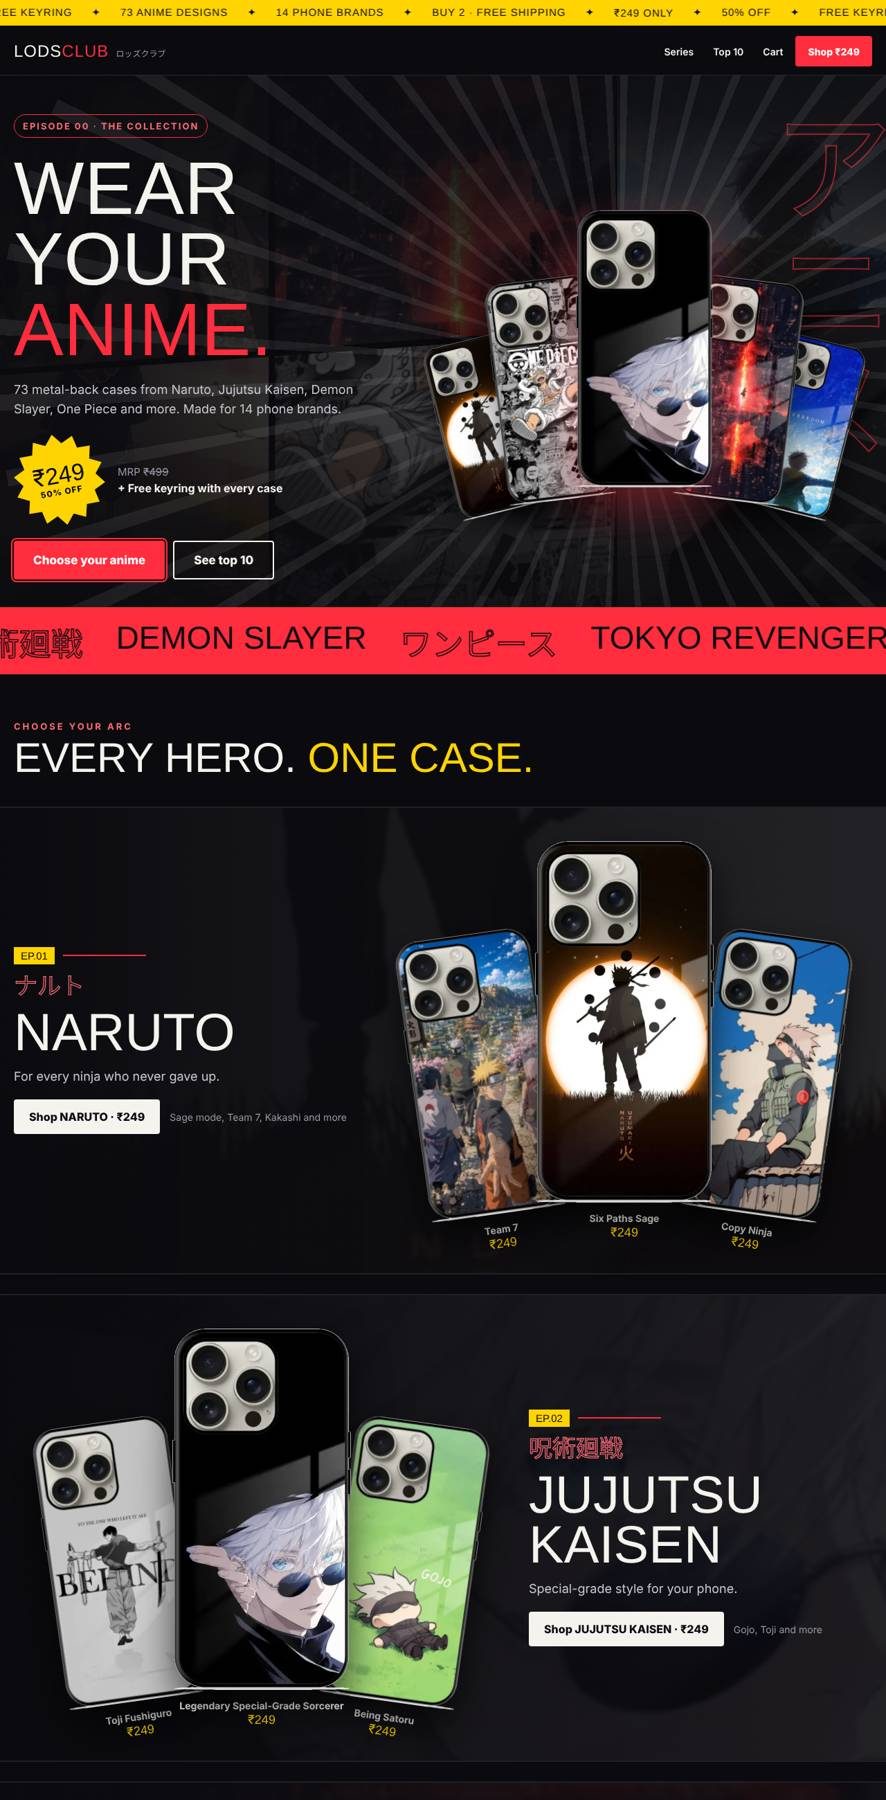 KEYRING ✦ 73 ANIME DESIGNS ✦ 14 PHONE BRANDS ✦ BUY 2 · FREE SHIPPING ✦ ₹249 ONLY ✦ 50% OFF ✦ FREE
LODSCLUB ロッズクラブ
Series Top 10 Cart Shop ₹249
EPISODE 00 · THE COLLECTION
WEAR
YOUR
ANIME.
アニメ
73 metal-back cases from Naruto, Jujutsu Kaisen, Demon
Slayer, One Piece and more. Made for 14 phone brands.
₹249
50% OFF
MRP ₹499
+ Free keyring with every case
Choose your anime
See top 10
ONE PIECE
術廻戦 DEMON SLAYER ワンピース TOKYO REVENGER
CHOOSE YOUR ARC
EVERY HERO. ONE CASE.
EP.01
ナルト
NARUTO
For every ninja who never gave up.
Shop NARUTO · ₹249
Sage mode, Team 7, Kakashi and more
火
Team 7
₹249
Six Paths Sage
₹249
Copy Ninja
₹249
BEHIND
GOJO
Toji Fushiguro
₹249
Legendary Special-Grade Sorcerer
₹249
Being Satoru
₹249
EP.02
呪術廻戦
JUJUTSU
KAISEN
Special-grade style for your phone.
Shop JUJUTSU KAISEN · ₹249
Gojo, Toji and more